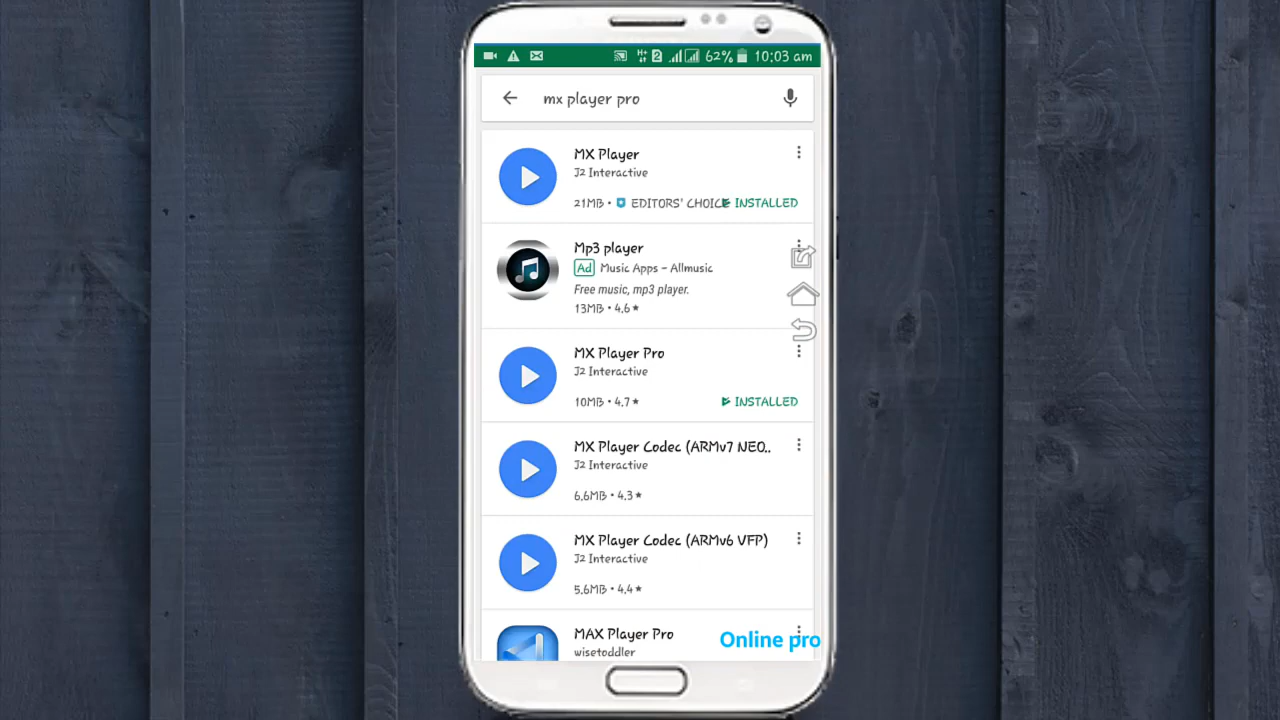 H+
2
62%
10:03 am
mx player pro
MX Player
J2 Interactive
21MB • EDITORS' CHOICE INSTALLED
Mp3 player
Ad Music Apps – Allmusic
Free music, mp3 player.
13MB • 4.6★
MX Player Pro
J2 Interactive
10MB • 4.7★ INSTALLED
MX Player Codec (ARMv7 NEO..
J2 Interactive
6.6MB • 4.3★
MX Player Codec (ARMv6 VFP)
J2 Interactive
5.6MB • 4.4★
MAX Player Pro
wisetoddler
Online pro